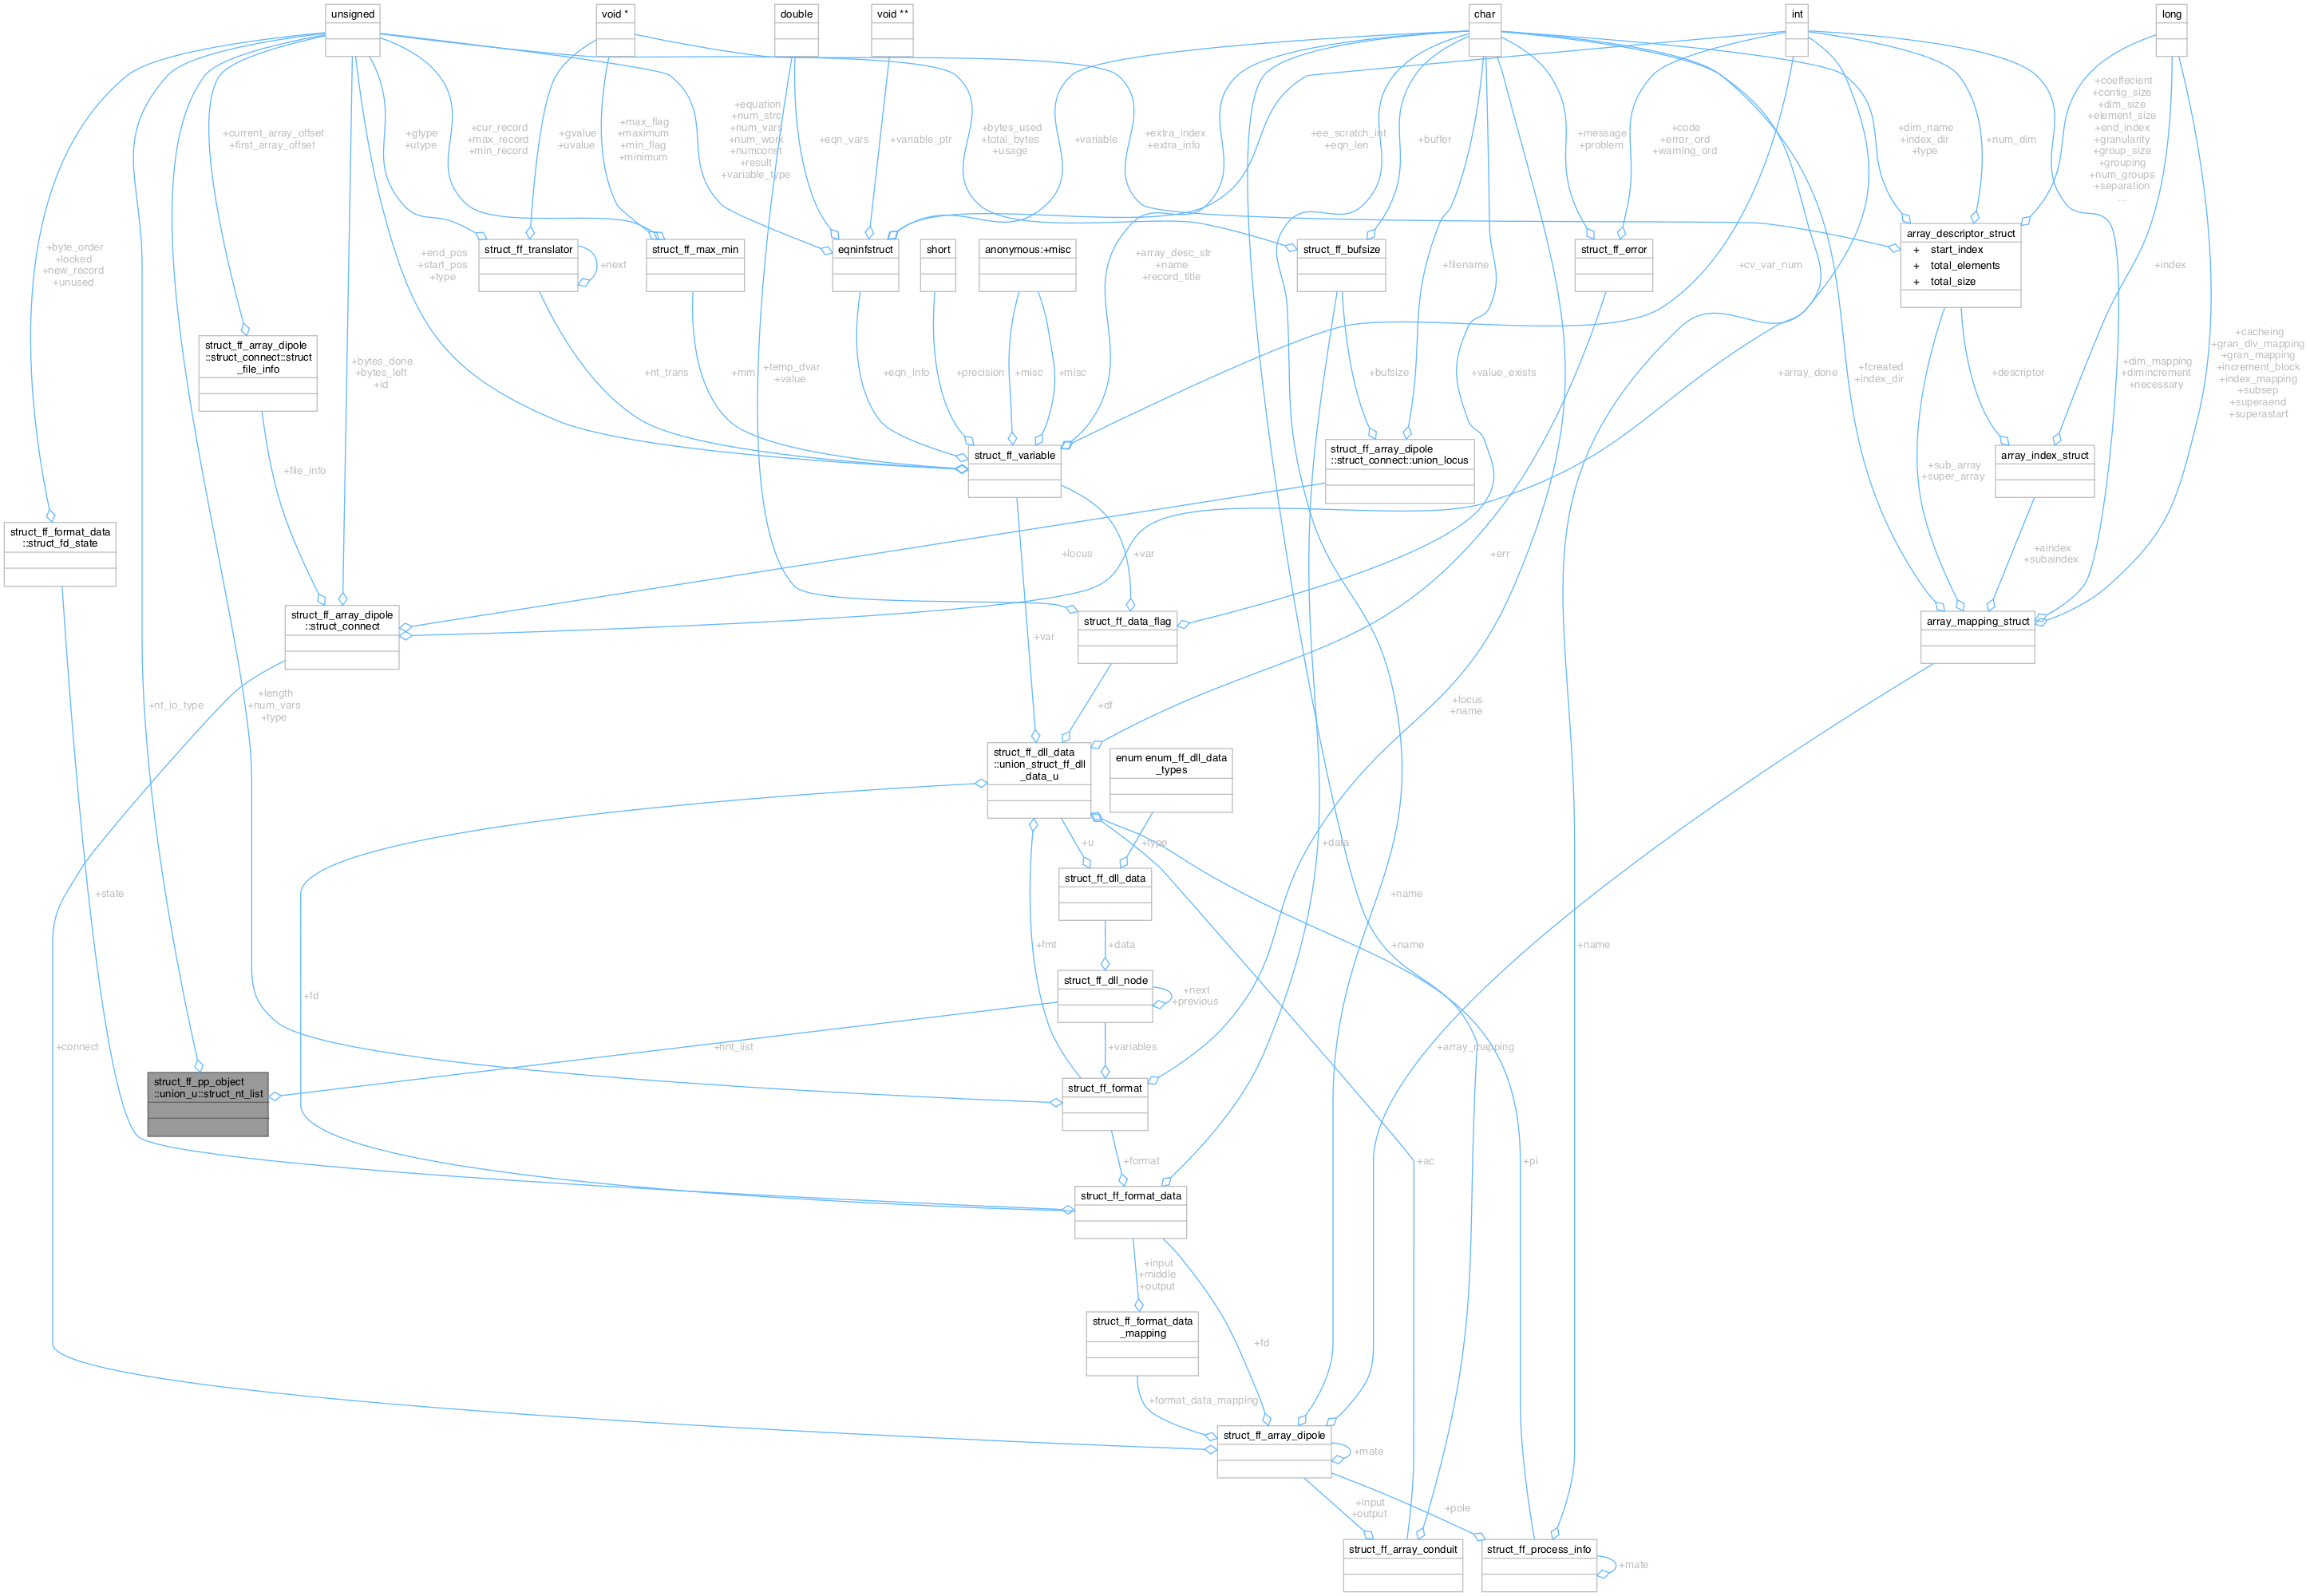 unsigned
void *
double
void **
char
int
long
+coeffecient
+contig_size
+dim_size
+element_size
+end_index
+granularity
+group_size
+grouping
+num_groups
+separation
...
+equation
+num_strc
+num_vars
+num_work
+numconst
+result
+variable_type
+current_array_offset
+first_array_offset
+gtype
+utype
+cur_record
+max_record
+min_record
+gvalue
+uvalue
+max_flag
+maximum
+min_flag
+minimum
+eqn_vars
+variable_ptr
+bytes_used
+total_bytes
+usage
+variable
+extra_index
+extra_info
+ee_scratch_int
+eqn_len
+buffer
+message
+problem
+code
+error_ord
+warning_ord
+dim_name
+index_dir
+type
+num_dim
array_descriptor_struct
+ start_index
+ total_elements
+ total_size
+byte_order
+locked
+new_record
+unused
+end_pos
+start_pos
+type
struct_ff_translator
+next
struct_ff_max_min
eqninfstruct
short
anonymous:+misc
+array_desc_str
+name
+record_title
struct_ff_bufsize
+filename
struct_ff_error
+cv_var_num
+index
struct_ff_array_dipole
::struct_connect::struct
_file_info
+bytes_done
+bytes_left
+id
+nt_trans
+mm
+temp_dvar
+value
+eqn_info
+precision
+misc
+misc
+bufsize
+value_exists
+array_done
+fcreated
+index_dir
+descriptor
+dim_mapping
+dimincrement
+necessary
+cacheing
+gran_div_mapping
+gran_mapping
+increment_block
+index_mapping
+subsep
+superaend
+superastart
+file_info
struct_ff_variable
struct_ff_array_dipole
::struct_connect::union_locus
+sub_array
+super_array
array_index_struct
struct_ff_format_data
::struct_fd_state
+locus
+var
+err
+aindex
+subaindex
struct_ff_array_dipole
::struct_connect
+var
struct_ff_data_flag
array_mapping_struct
+nt_io_type
+length
+num_vars
+type
+df
+locus
+name
struct_ff_dll_data
::union_struct_ff_dll
_data_u
enum enum_ff_dll_data
_types
+u
+type
+data
struct_ff_dll_data
+state
+name
+fmt
+data
+name
+name
struct_ff_dll_node
+next
+previous
+fd
+connect
+hnt_list
+variables
+array_mapping
struct_ff_pp_object
::union_u::struct_nt_list
struct_ff_format
+format
+ac
+pi
struct_ff_format_data
+input
+middle
+output
struct_ff_format_data
_mapping
+fd
+format_data_mapping
struct_ff_array_dipole
+mate
+input
+output
+pole
struct_ff_array_conduit
struct_ff_process_info
+mate